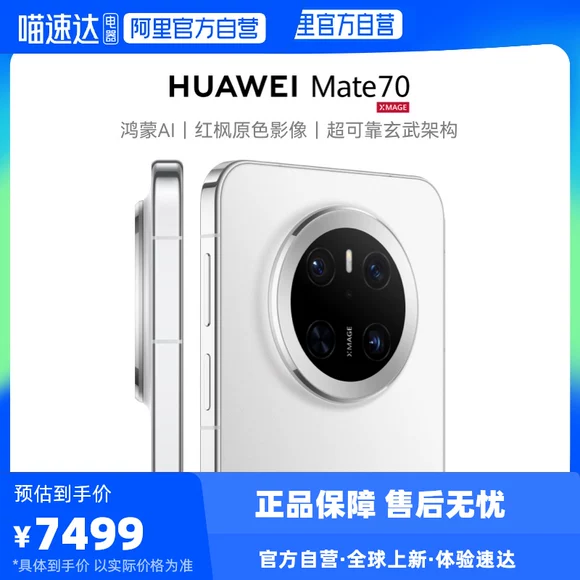 喵速达电器 阿里官方自营 里官方自营
HUAWEI Mate70
XMAGE
鸿蒙AI | 红枫原色影像 | 超可靠玄武架构
XMAGE
预估到手价
¥7499
*具体到手价 以实际价格为准
正品保障 售后无忧
官方自营·全球上新·体验速达